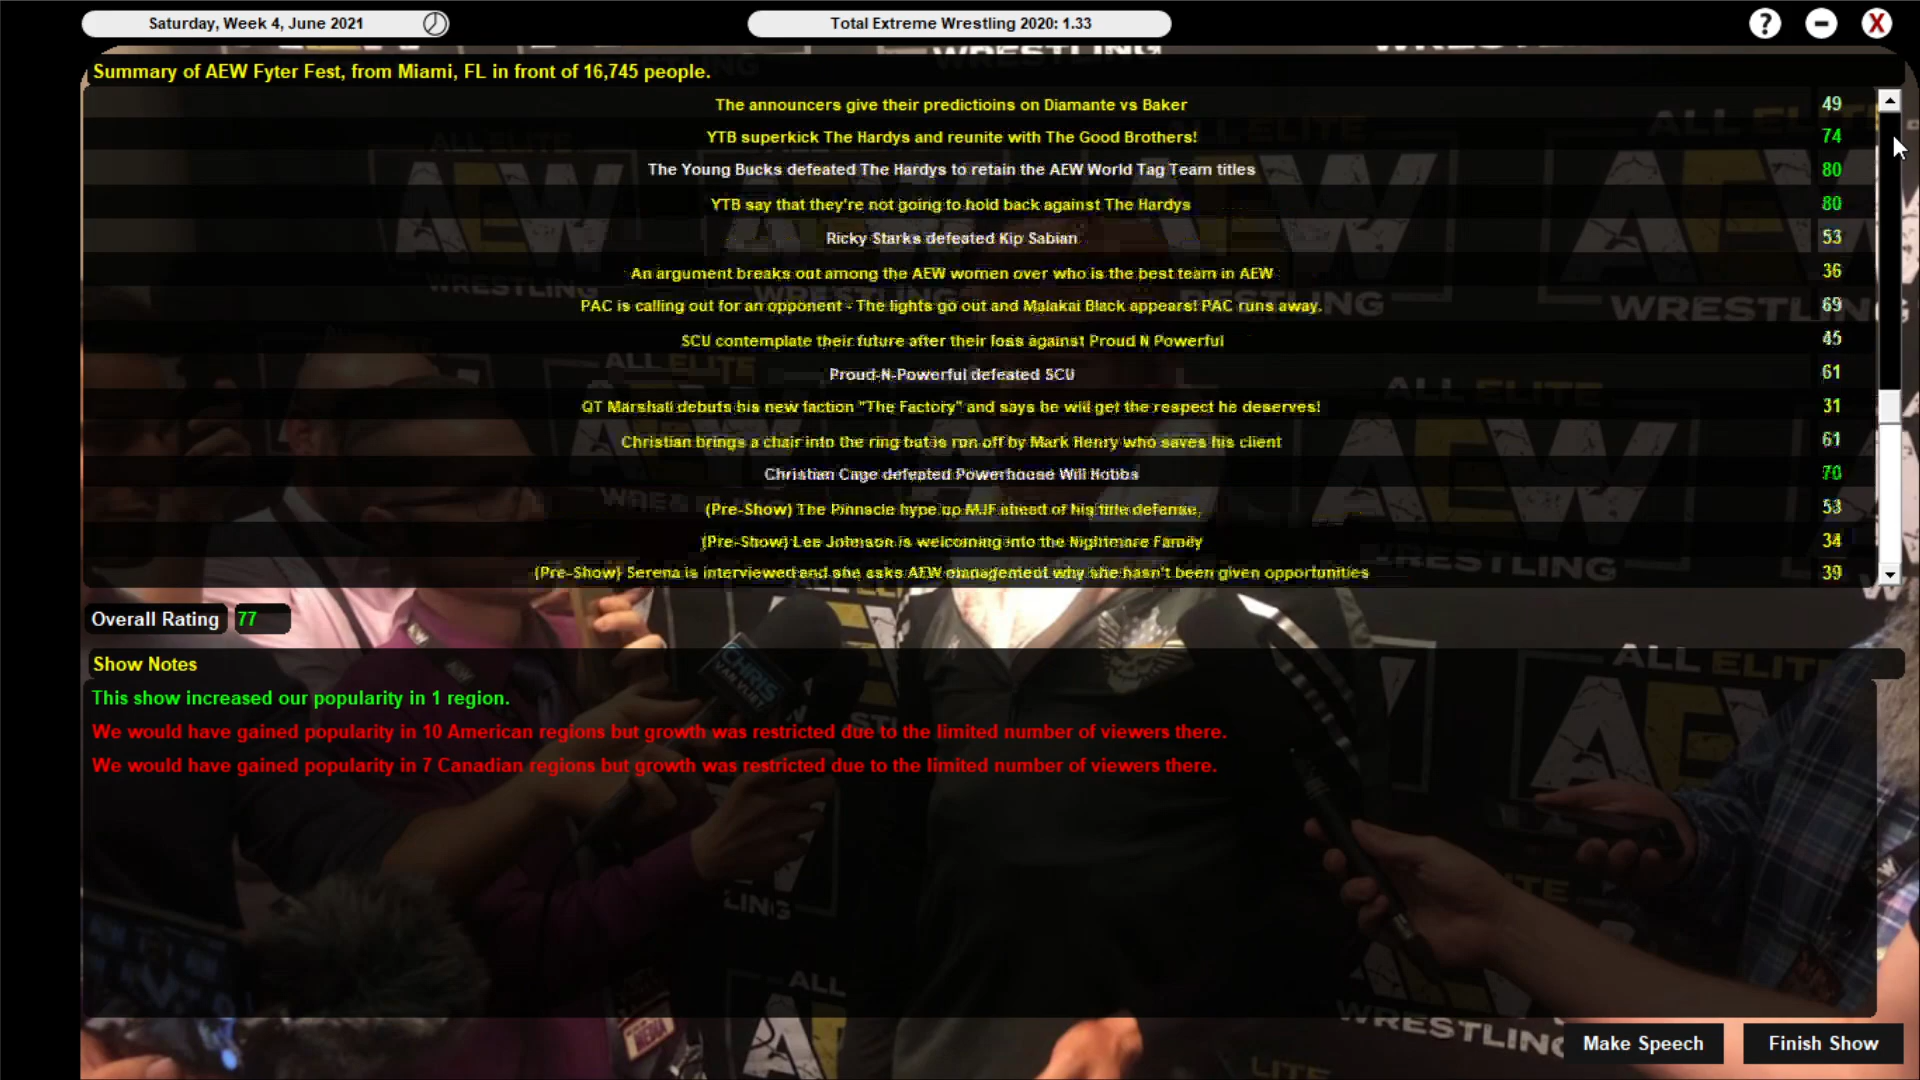 Saturday, Week 4, June 2021
Total Extreme Wrestling 2020: 1.33
?
X
Summary of AEW Fyter Fest, from Miami, FL in front of 16,745 people.
The announcers give their predictioins on Diamante vs Baker 49
YTB superkick The Hardys and reunite with The Good Brothers! 74
The Young Bucks defeated The Hardys to retain the AEW World Tag Team titles 80
YTB say that they're not going to hold back against The Hardys 80
Ricky Starks defeated Kip Sabian 53
An argument breaks out among the AEW women over who is the best team in AEW 36
PAC is calling out for an opponent - The lights go out and Malakai Black appears! PAC runs away. 69
SCU contemplate their future after their loss against Proud N Powerful 45
Proud-N-Powerful defeated SCU 61
QT Marshall debuts his new faction "The Factory" and says he will get the respect he deserves! 31
Christian brings a chair into the ring but is run off by Mark Henry who saves his client 61
Christian Cage defeated Powerhouse Will Hobbs 70
(Pre-Show) The Pinnacle hype up MJF ahead of his title defense. 53
(Pre-Show) Lee Johnson is welcoming into the Nightmare Family 34
(Pre-Show) Serena is interviewed and she asks AEW management why she hasn't been given opportunities 39
Overall Rating 77
Show Notes
This show increased our popularity in 1 region.
We would have gained popularity in 10 American regions but growth was restricted due to the limited number of viewers there.
We would have gained popularity in 7 Canadian regions but growth was restricted due to the limited number of viewers there.
Make Speech
Finish Show